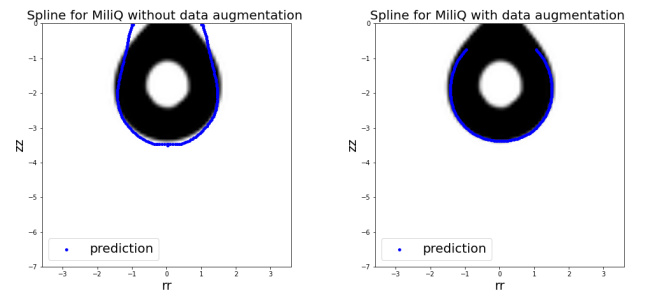 Spline for MiliQ without data augmentation
0
−1
−2
−3
−4
−5
−6
−7
zz
prediction
−3 −2 −1 0 1 2 3
rr
Spline for MiliQ with data augmentation
0
−1
−2
−3
−4
−5
−6
−7
zz
prediction
−3 −2 −1 0 1 2 3
rr